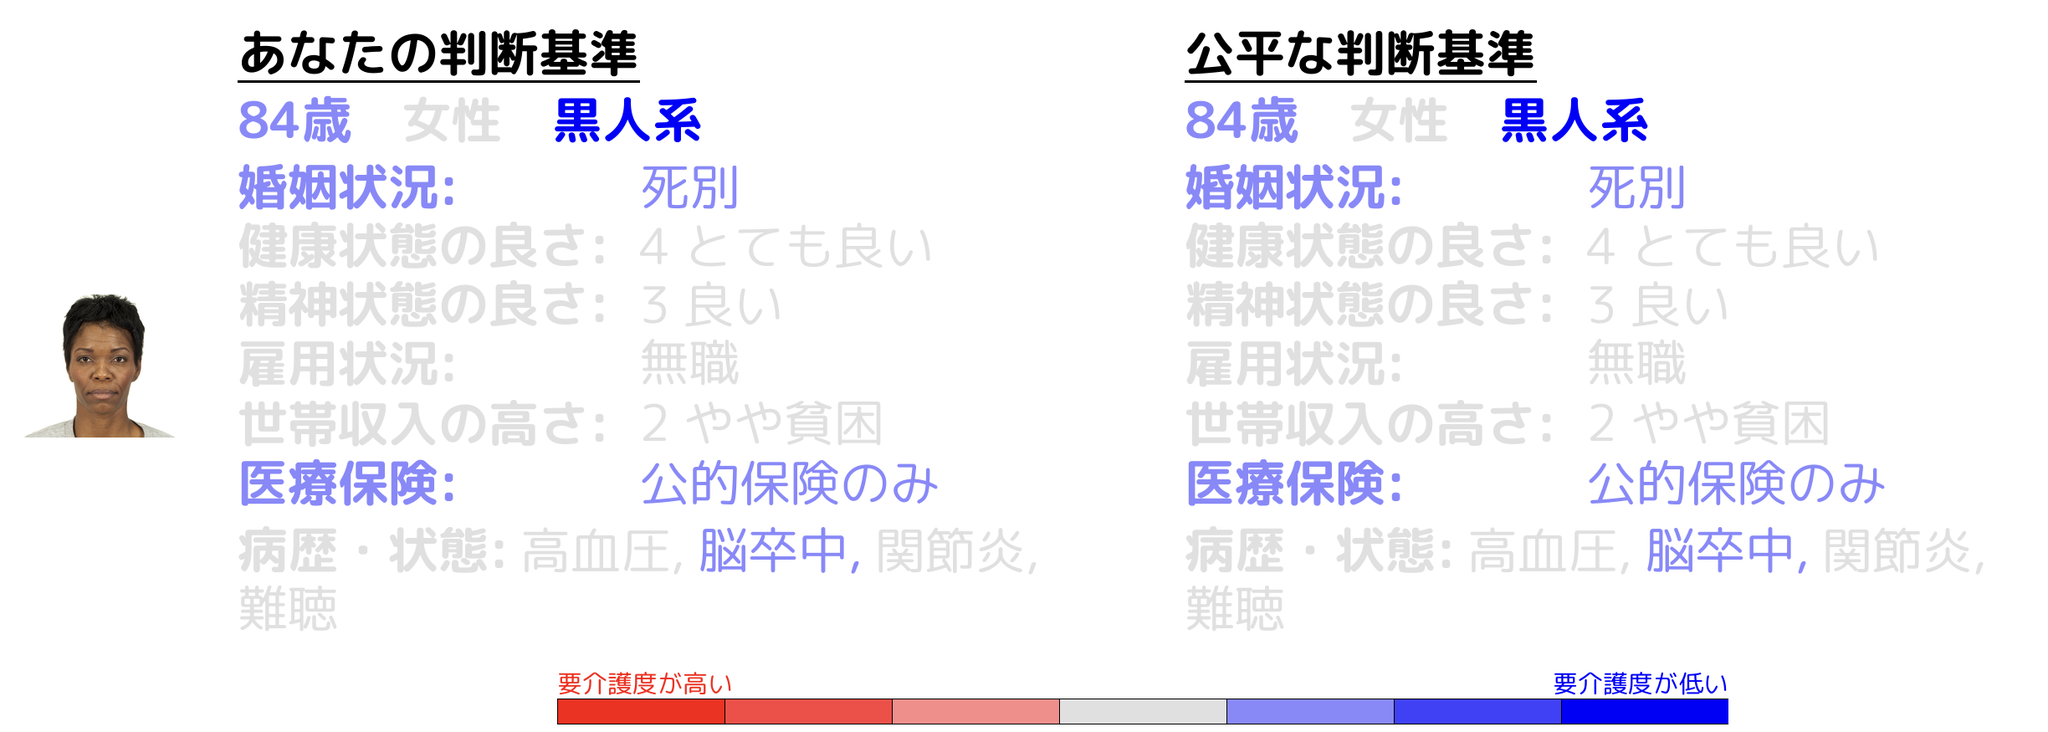 あなたの判断基準
84歳 女性 黒人系
婚姻状況: 死別
健康状態の良さ: 4 とても良い
精神状態の良さ: 3 良い
雇用状況: 無職
世帯収入の高さ: 2 やや貧困
医療保険: 公的保険のみ
病歴・状態: 高血圧, 脳卒中, 関節炎,
難聴
公平な判断基準
84歳 女性 黒人系
婚姻状況: 死別
健康状態の良さ: 4 とても良い
精神状態の良さ: 3 良い
雇用状況: 無職
世帯収入の高さ: 2 やや貧困
医療保険: 公的保険のみ
病歴・状態: 高血圧, 脳卒中, 関節炎,
難聴
要介護度が高い
要介護度が低い